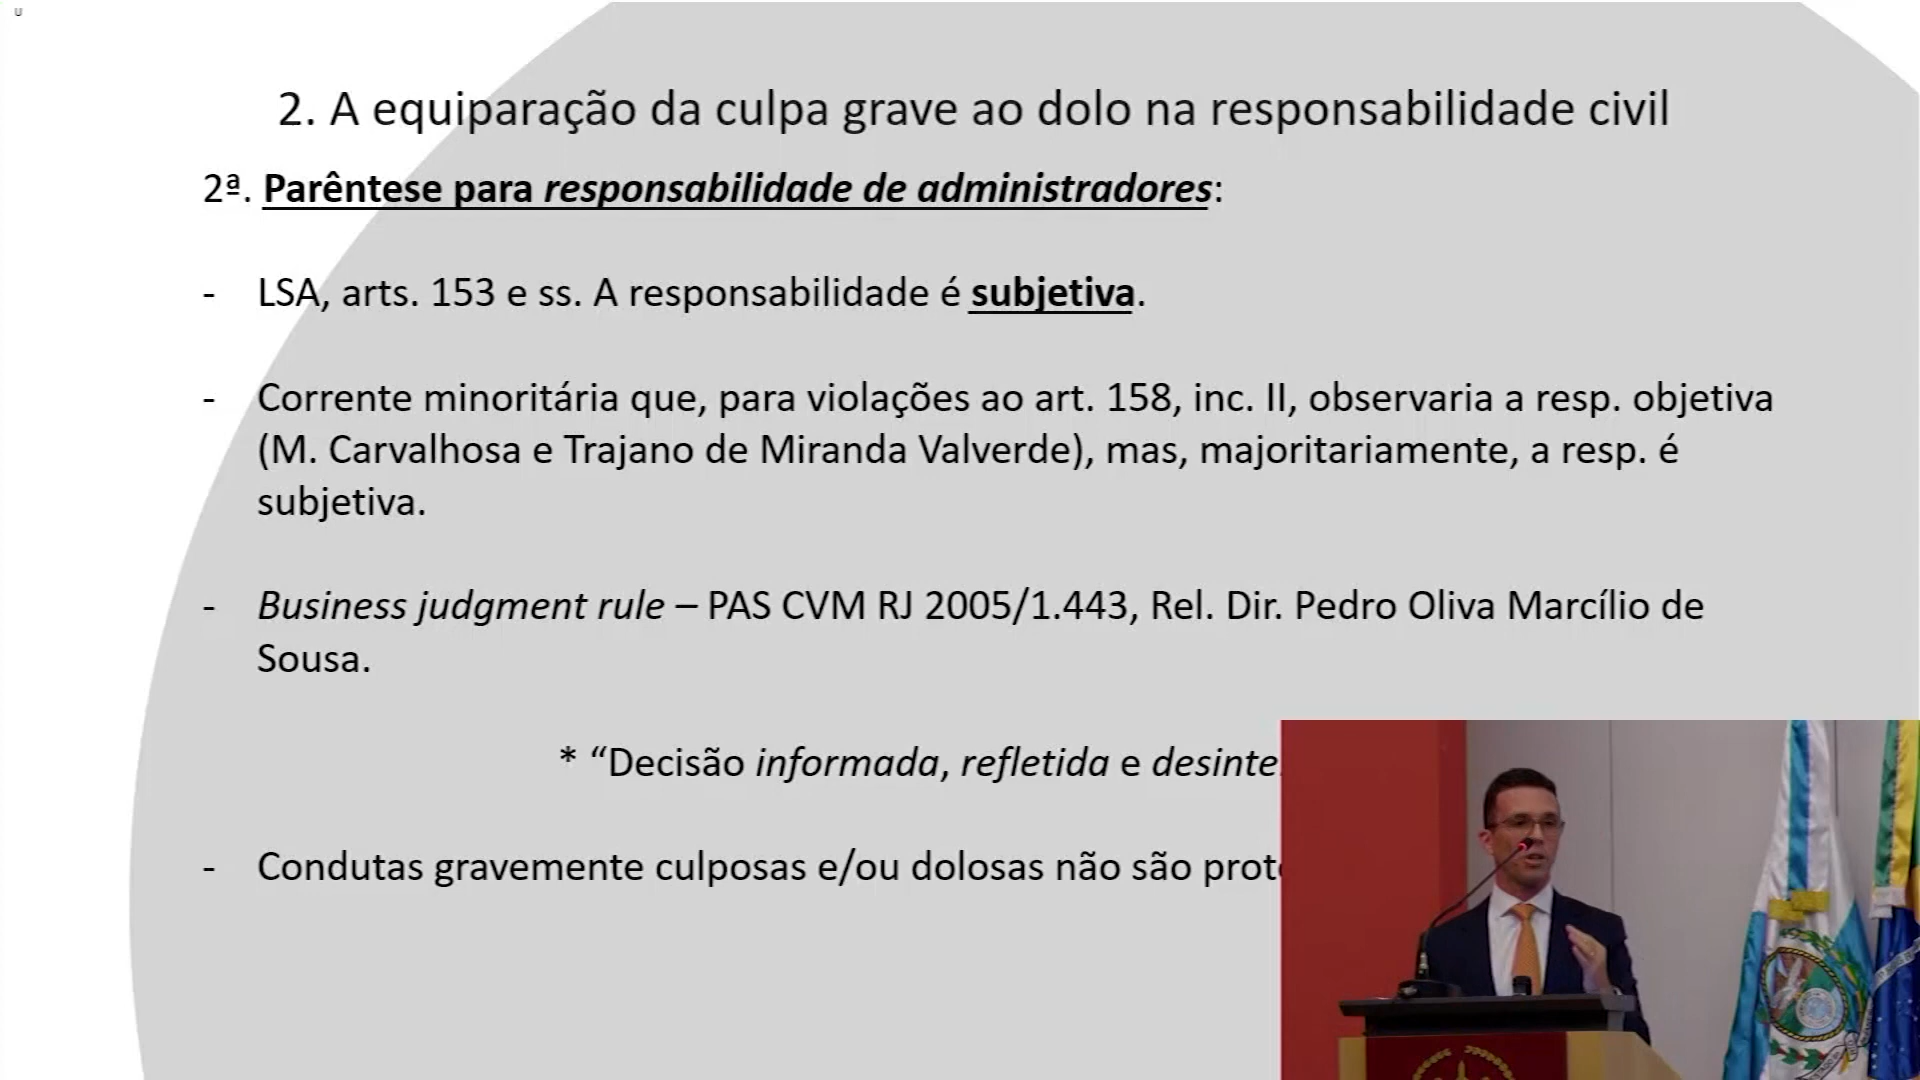 2. A equiparação da culpa grave ao dolo na responsabilidade civil
2ª. Parêntese para responsabilidade de administradores:
- LSA, arts. 153 e ss. A responsabilidade é subjetiva.
- Corrente minoritária que, para violações ao art. 158, inc. II, observaria a resp. objetiva
(M. Carvalhosa e Trajano de Miranda Valverde), mas, majoritariamente, a resp. é
subjetiva.
- Business judgment rule – PAS CVM RJ 2005/1.443, Rel. Dir. Pedro Oliva Marcílio de
Sousa.
* “Decisão informada, refletida e
- Condutas gravemente culposas e/ou dolosas não são